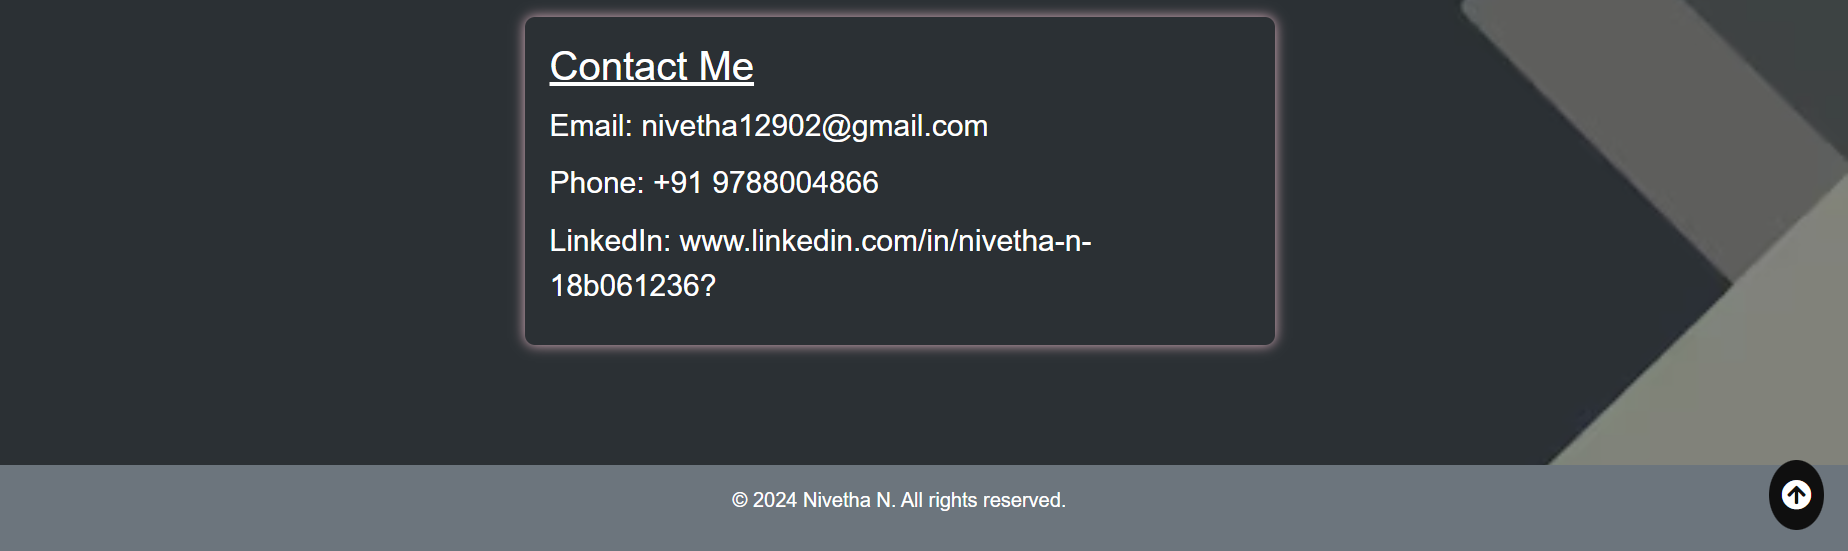 Contact Me
Email: nivetha12902@gmail.com
Phone: +91 9788004866
LinkedIn: www.linkedin.com/in/nivetha-n-
18b061236?
© 2024 Nivetha N. All rights reserved.